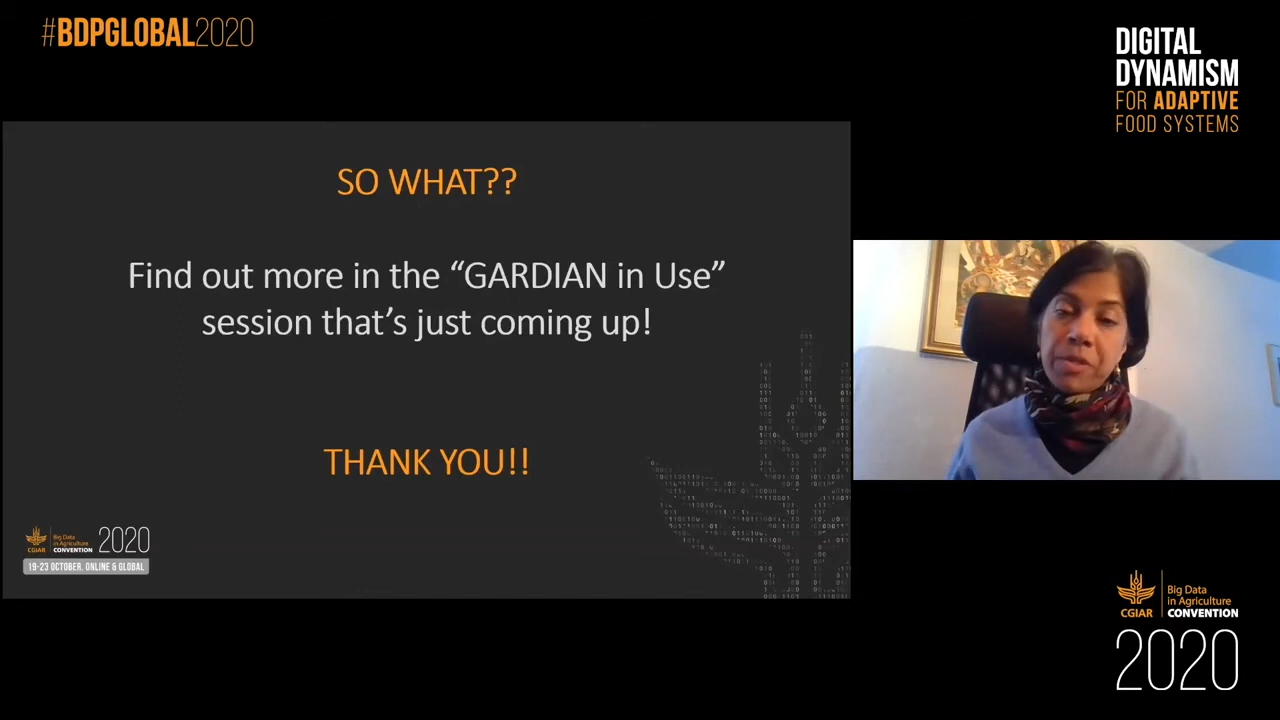 #BDPGLOBAL2020
DIGITAL
DYNAMISM
FOR ADAPTIVE
FOOD SYSTEMS
SO WHAT??
Find out more in the “GARDIAN in Use”
session that’s just coming up!
THANK YOU!!
CGIAR
Big Data
in Agriculture
CONVENTION
2020
19-23 OCTOBER. ONLINE & GLOBAL
CGIAR
Big Data
in Agriculture
CONVENTION
2020